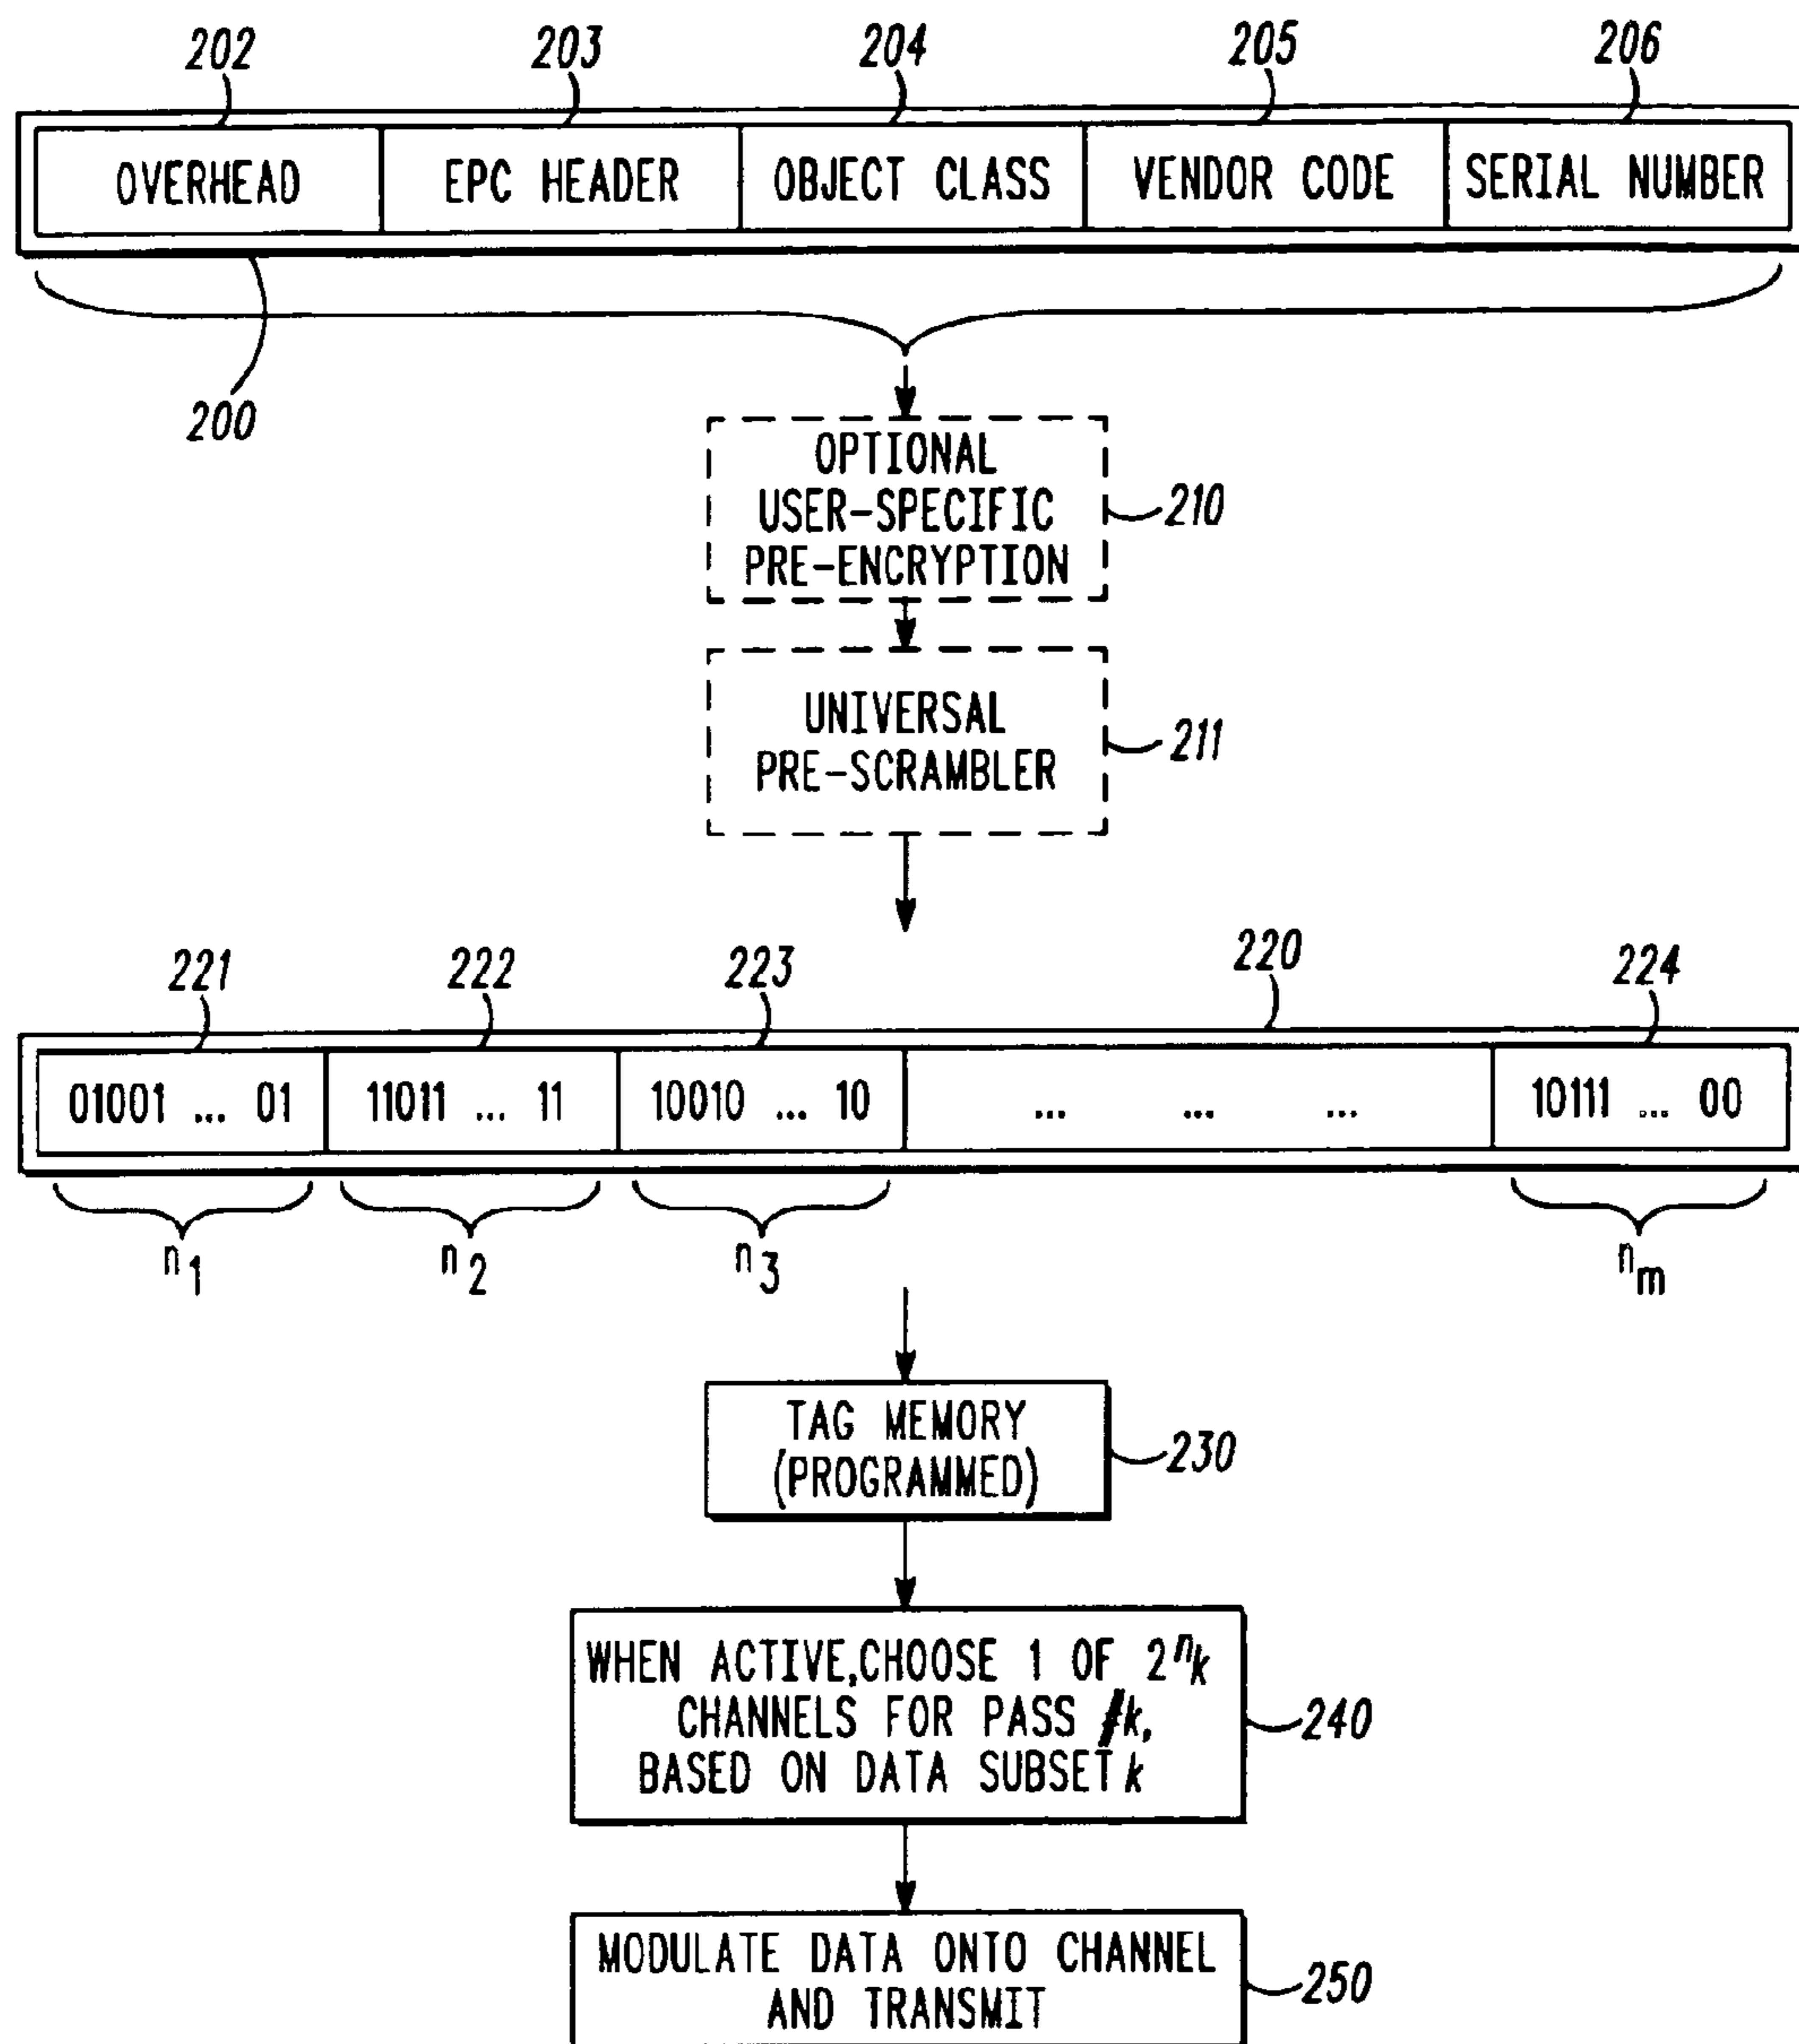 202 203 204 205 206
OVERHEAD EPC HEADER OBJECT CLASS VENDOR CODE SERIAL NUMBER
200
OPTIONAL
USER-SPECIFIC
PRE-ENCRYPTION
210
UNIVERSAL
PRE-SCRAMBLER
211
221 222 223 220 224
01001 ... 01 11011 ... 11 10010 ... 10 ... ... ... 10111 ... 00
n1 n2 n3 nm
TAG MEMORY
(PROGRAMMED)
230
WHEN ACTIVE,CHOOSE 1 OF 2^nk
CHANNELS FOR PASS #k,
BASED ON DATA SUBSET k
240
MODULATE DATA ONTO CHANNEL
AND TRANSMIT
250